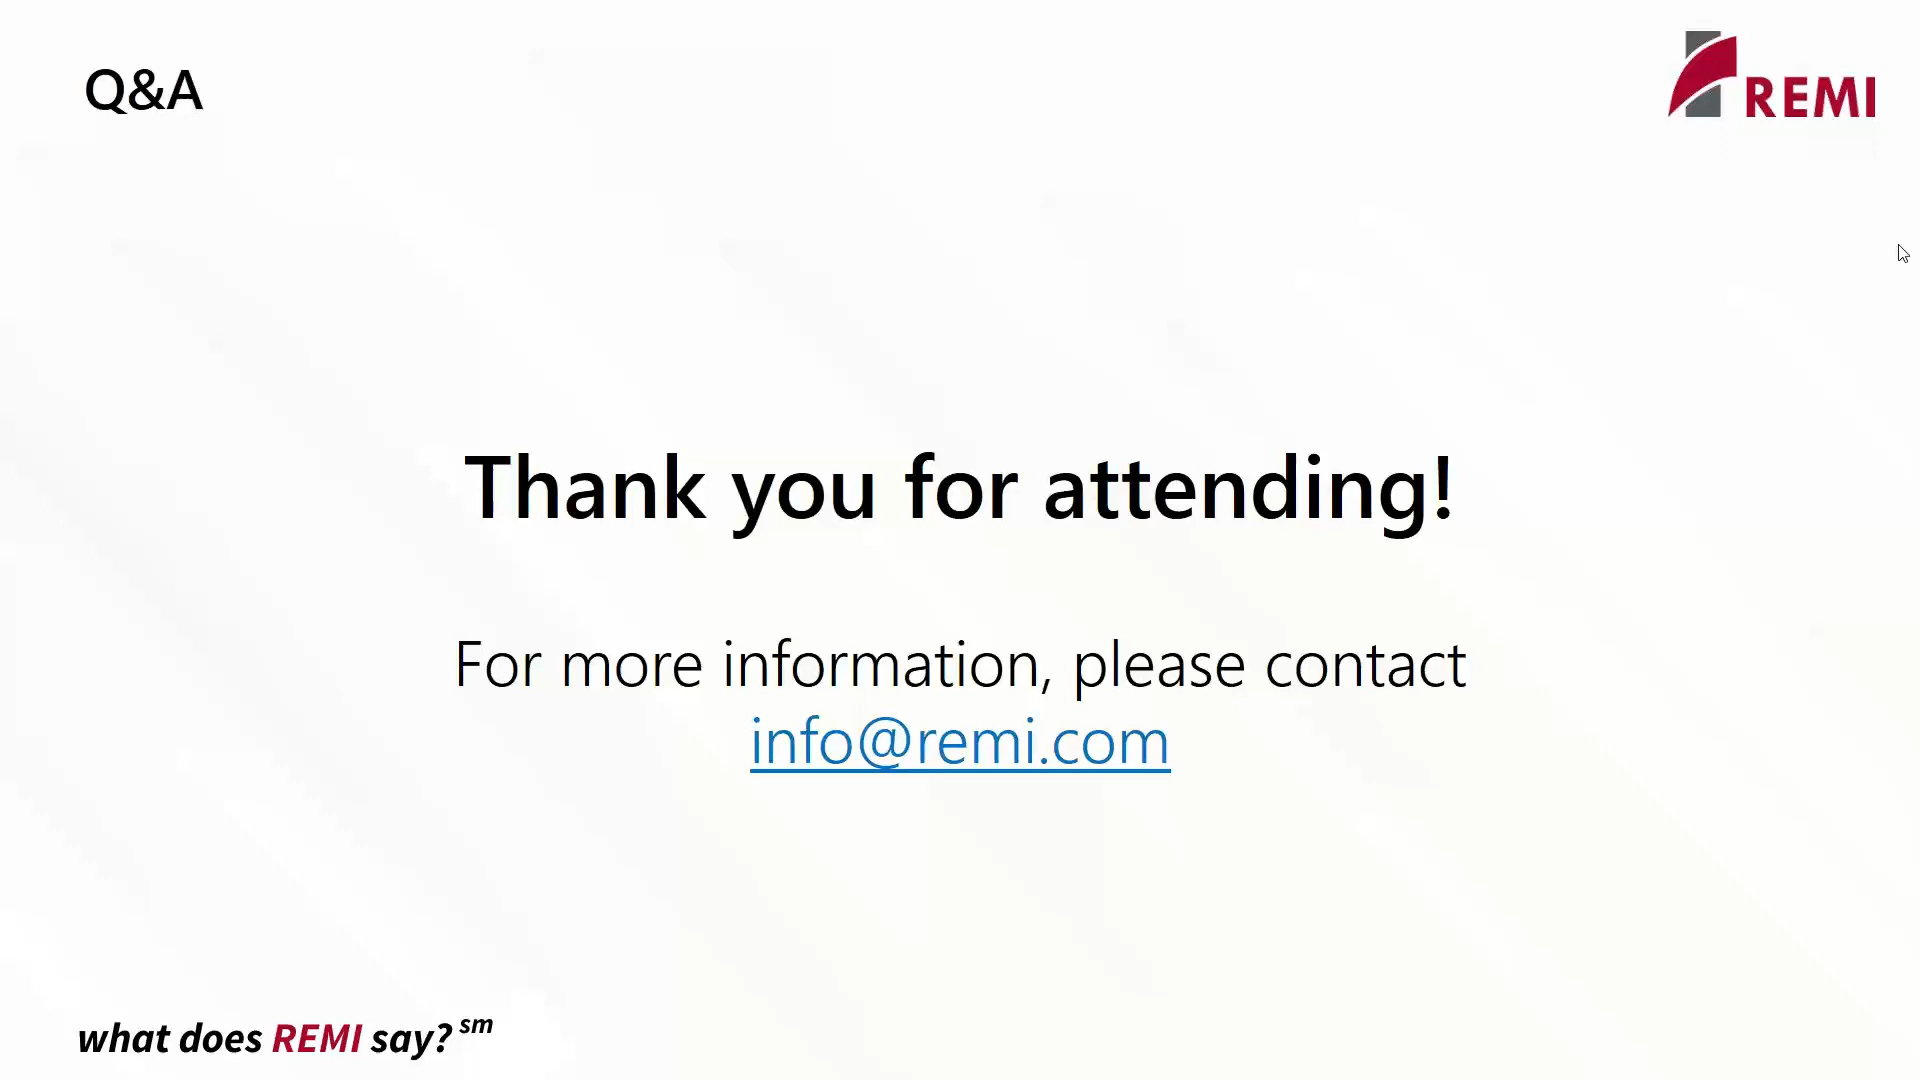 Q&A
REMI
Thank you for attending!
For more information, please contact
info@remi.com
what does REMI say? sm